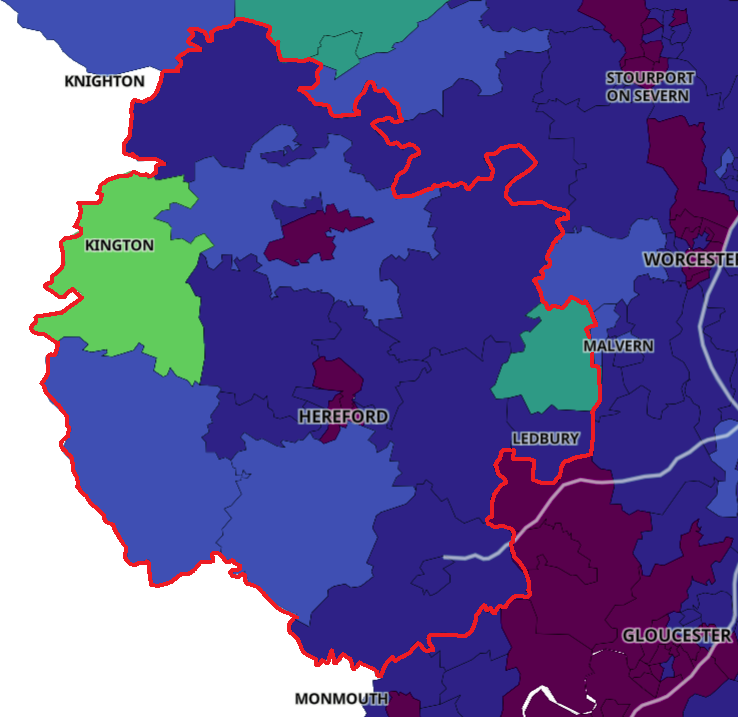 KNIGHTON
STOURPORT
ON SEVERN
KINGTON
WORCESTER
MALVERN
HEREFORD
LEDBURY
GLOUCESTER
MONMOUTH